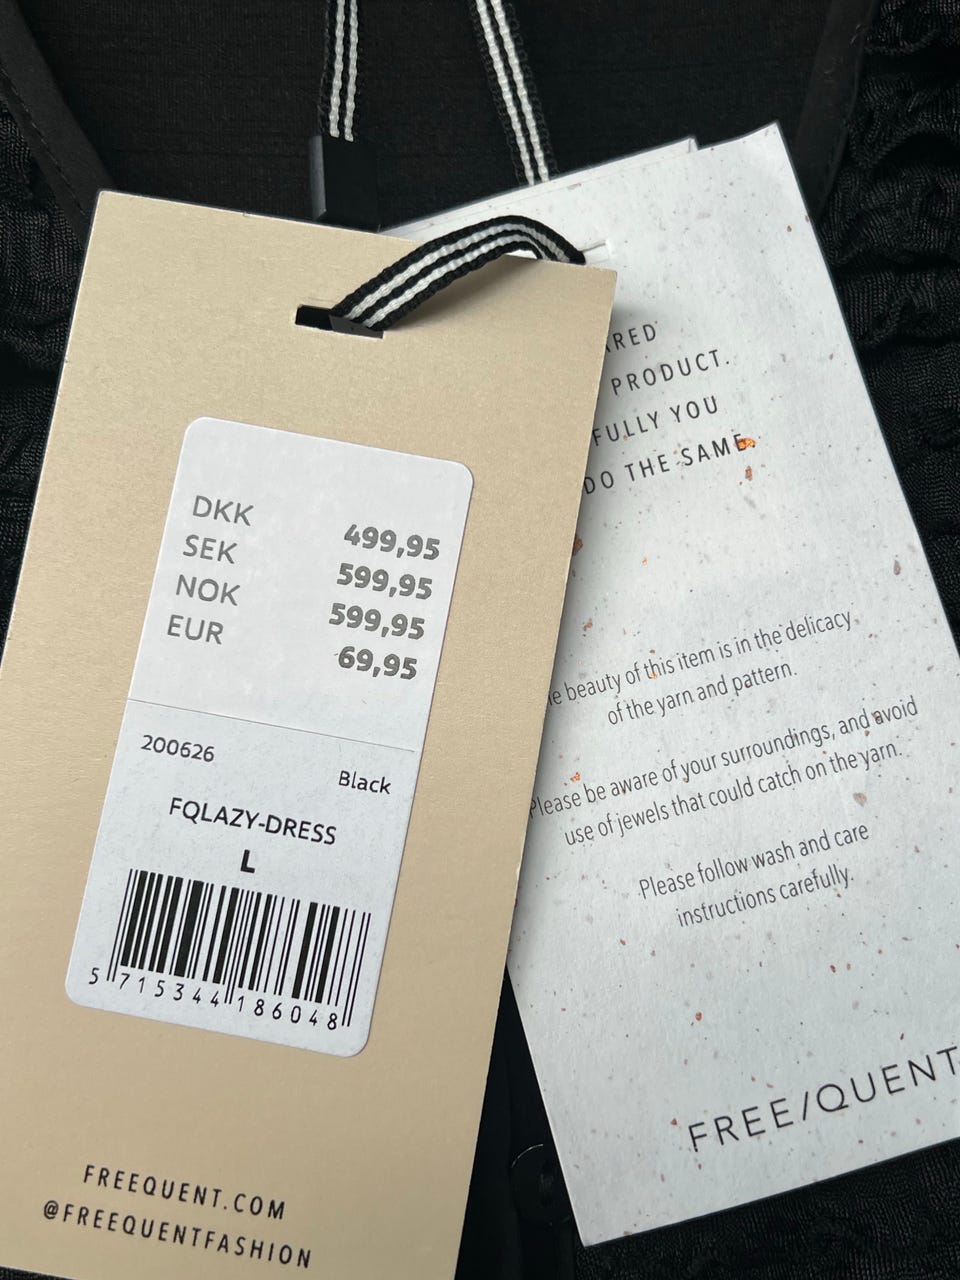 DKK 499,95
SEK 599,95
NOK 599,95
EUR 69,95
200626
Black
FQLAZY-DRESS
L
5 715344 186048
FREEQUENT.COM
@FREEQUENTFASHION
PRODUCT.
YOU
DO THE SAME.
beauty of this item is in the delicacy
of the yarn and pattern.
Please be aware of your surroundings, and avoid
use of jewels that could catch on the yarn.
Please follow wash and care
instructions carefully.
FREE/QUENT